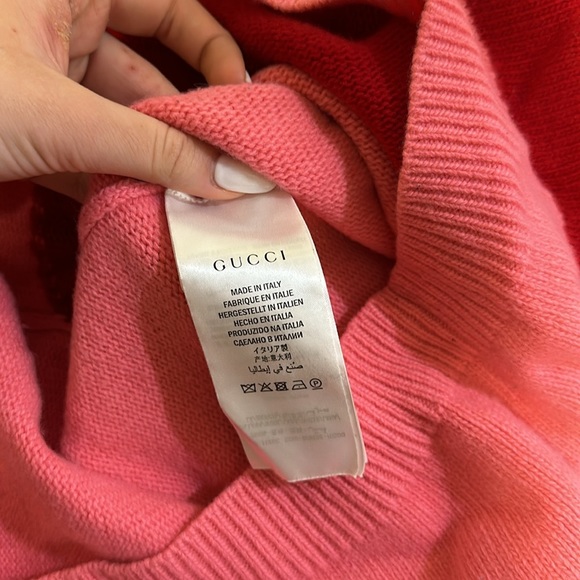 GUCCI
MADE IN ITALY
FABRIQUE EN ITALIE
HERGESTELLT IN ITALIEN
HECHO EN ITALIA
PRODUZIDO NA ITALIA
СДЕЛАНО В ИТАЛИИ
イタリア製
产地:意大利
صنع في إيطاليا